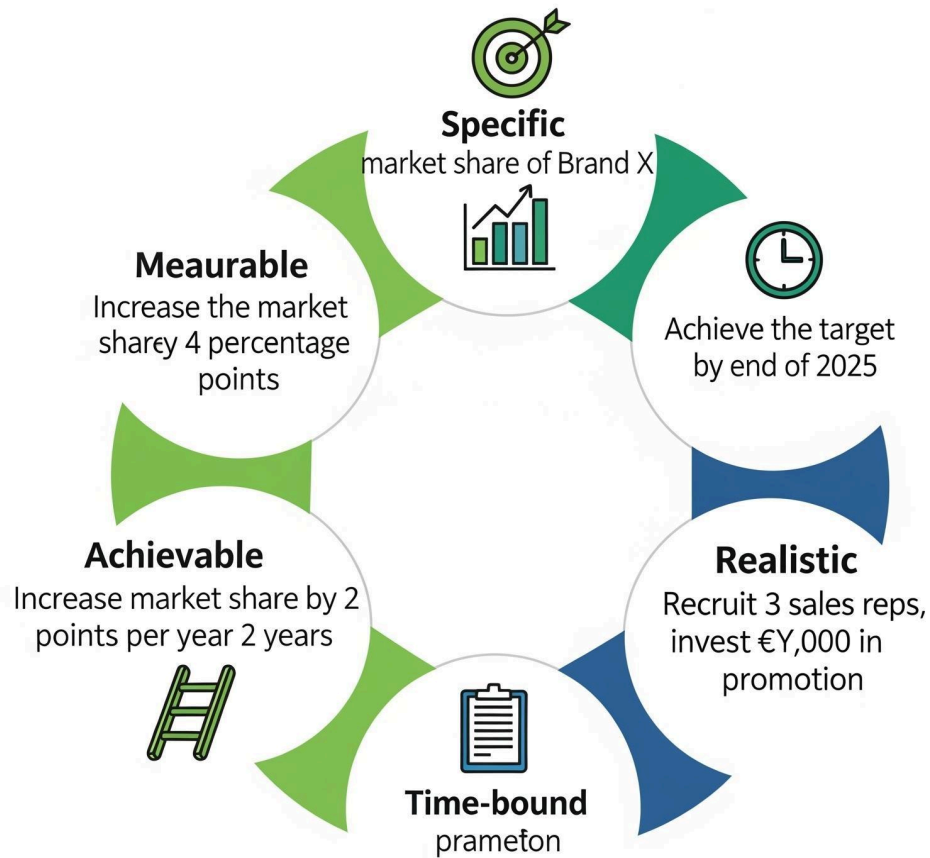 Specific
market share of Brand X
Meaurable
Increase the market
sharєy 4 percentage
points
Achieve the target
by end of 2025
Achievable
Increase market share by 2
points per year 2 years
Realistic
Recruit 3 sales reps,
invest €Y,000 in
promotion
Time-bound